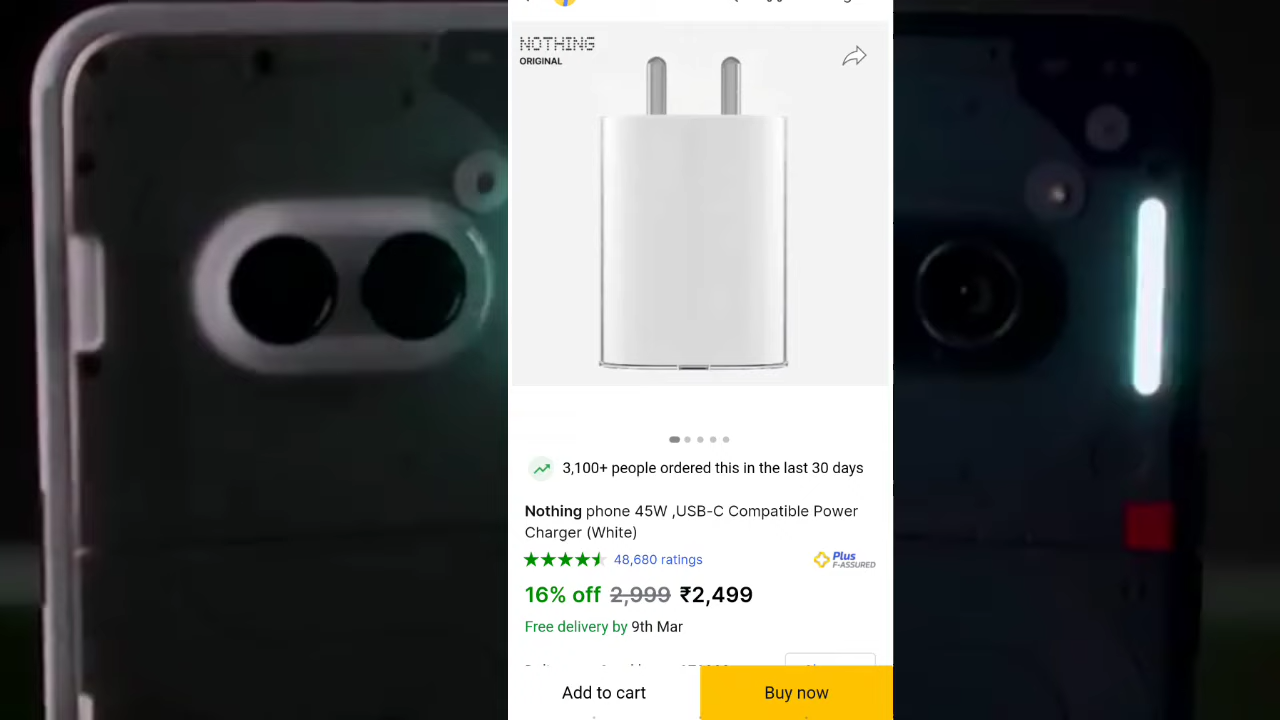 NOTHING
ORIGINAL
3,100+ people ordered this in the last 30 days
Nothing phone 45W ,USB-C Compatible Power
Charger (White)
48,680 ratings
Plus
F-ASSURED
16% off 2,999 ₹2,499
Free delivery by 9th Mar
Add to cart
Buy now